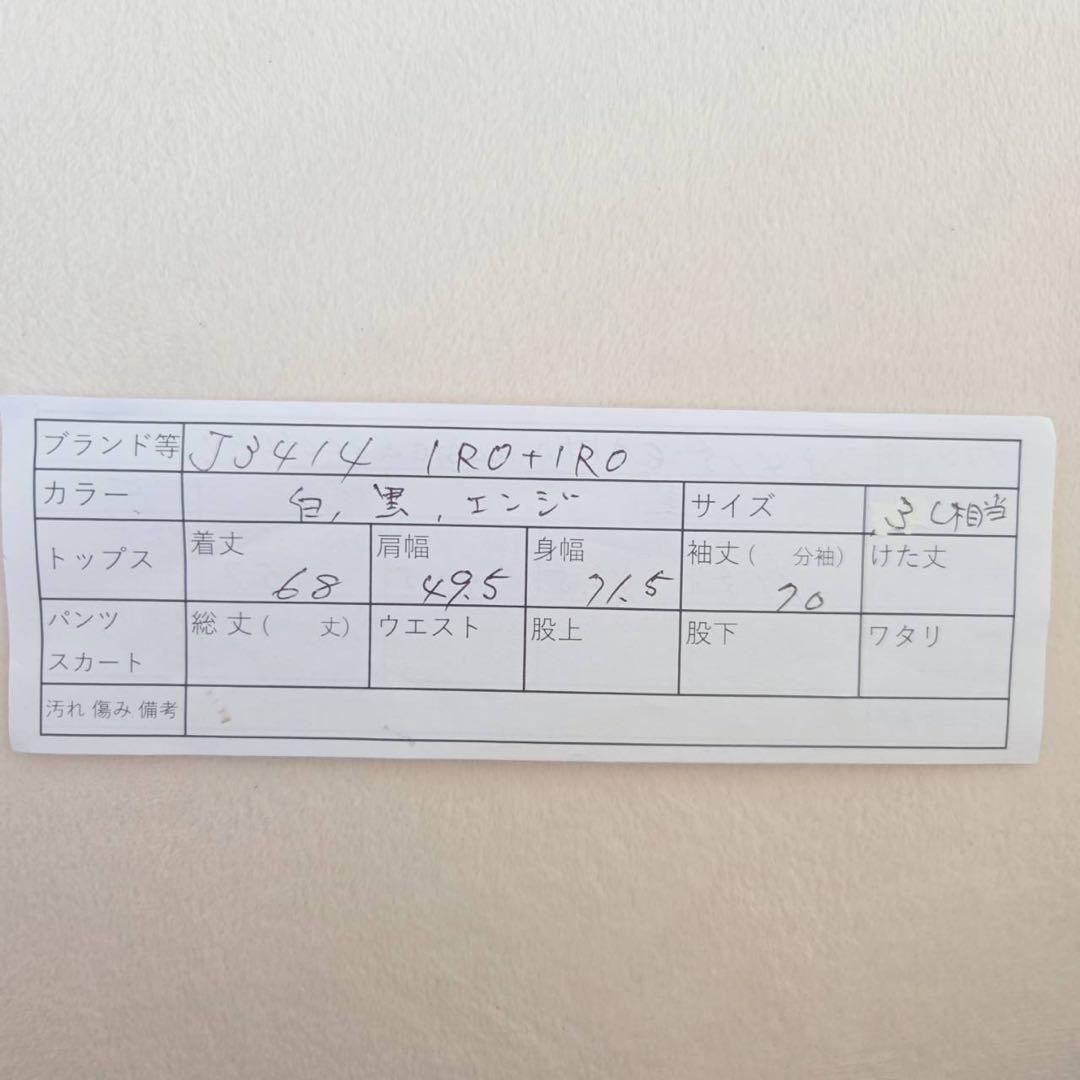 ブランド等 J3414 IRO+IRO
カラー 白, 黒, エンジ サイズ 3L相当
トップス 着丈 68 肩幅 49.5 身幅 71.5 袖丈( 分袖) 70 けた丈
パンツ スカート 総丈( 丈) ウエスト 股上 股下 ワタリ
汚れ 傷み 備考